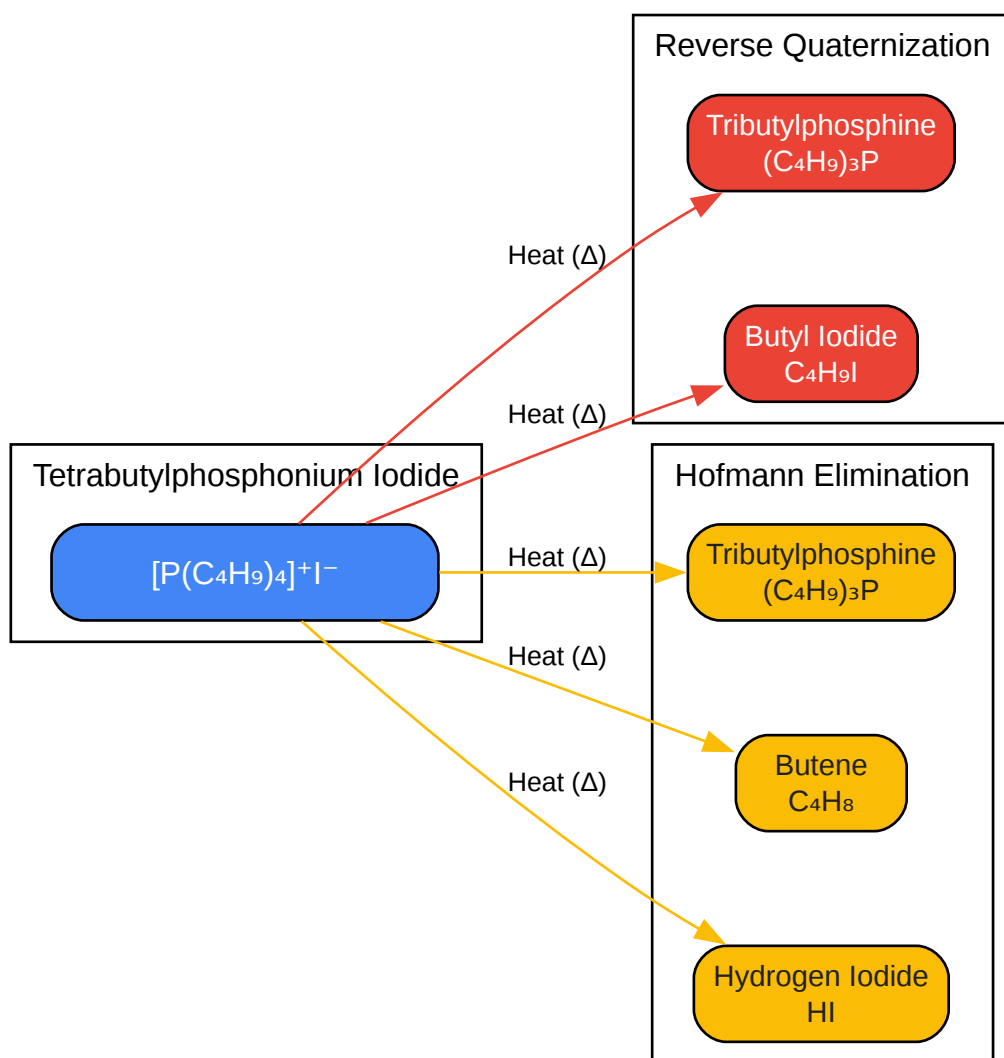 Reverse Quaternization
Tributylphosphine
(C₄H₉)₃P
Heat (Δ)
Butyl Iodide
C₄H₉I
Heat (Δ)
Tetrabutylphosphonium Iodide
[P(C₄H₉)₄]⁺I⁻
Hofmann Elimination
Heat (Δ)
Tributylphosphine
(C₄H₉)₃P
Heat (Δ)
Butene
C₄H₈
Heat (Δ)
Hydrogen Iodide
HI